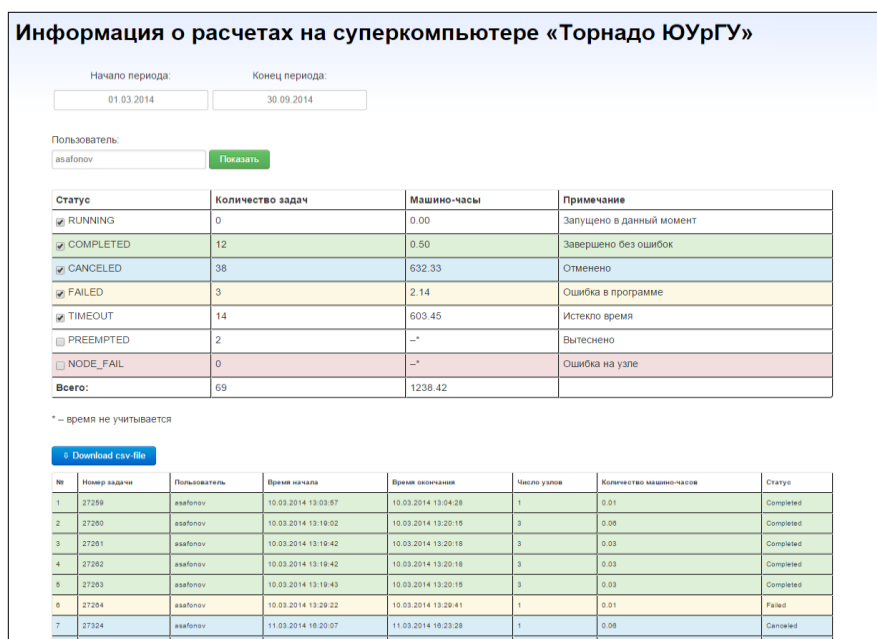 Информация о расчетах на суперкомпьютере «Торнадо ЮУрГУ»
Начало периода: Конец периода:
01.03.2014 30.09.2014
Пользователь:
asafonov Показать
Статус Количество задач Машино-часы Примечание
RUNNING 0 0.00 Запущено в данный момент
COMPLETED 12 0.50 Завершено без ошибок
CANCELED 38 632.33 Отменено
FAILED 3 2.14 Ошибка в программе
TIMEOUT 14 603.45 Истекло время
PREEMPTED 2 --* Вытеснено
NODE_FAIL 0 --* Ошибка на узле
Всего: 69 1238.42
* -- время не учитывается
Download csv-file
№ Номер задачи Пользователь Время начала Время окончания Число узлов Количество машино-часов Статус
1 27259 asafonov 10.03.2014 13:03:57 10.03.2014 13:04:28 1 0.01 Completed
2 27260 asafonov 10.03.2014 13:19:02 10.03.2014 13:20:15 3 0.06 Completed
3 27261 asafonov 10.03.2014 13:19:42 10.03.2014 13:20:18 3 0.03 Completed
4 27262 asafonov 10.03.2014 13:19:42 10.03.2014 13:20:18 3 0.03 Completed
5 27263 asafonov 10.03.2014 13:19:43 10.03.2014 13:20:15 3 0.03 Completed
6 27264 asafonov 10.03.2014 13:29:22 10.03.2014 13:29:41 1 0.01 Failed
7 27324 asafonov 11.03.2014 16:20:07 11.03.2014 16:23:28 1 0.06 Canceled